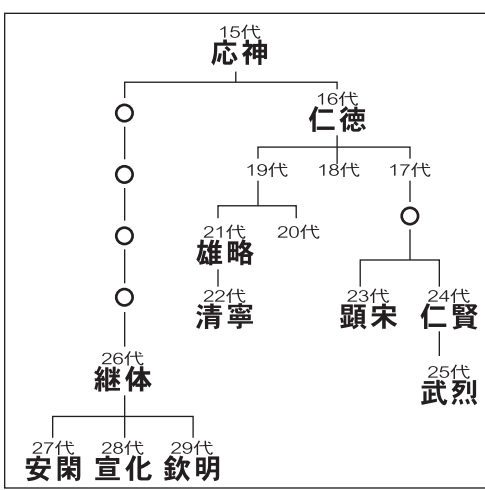 15代
応神
16代
仁徳
19代
18代
17代
21代
雄略
20代
22代
清寧
23代
顕宗
24代
仁賢
25代
武烈
26代
継体
27代
安閑
28代
宣化
29代
欽明